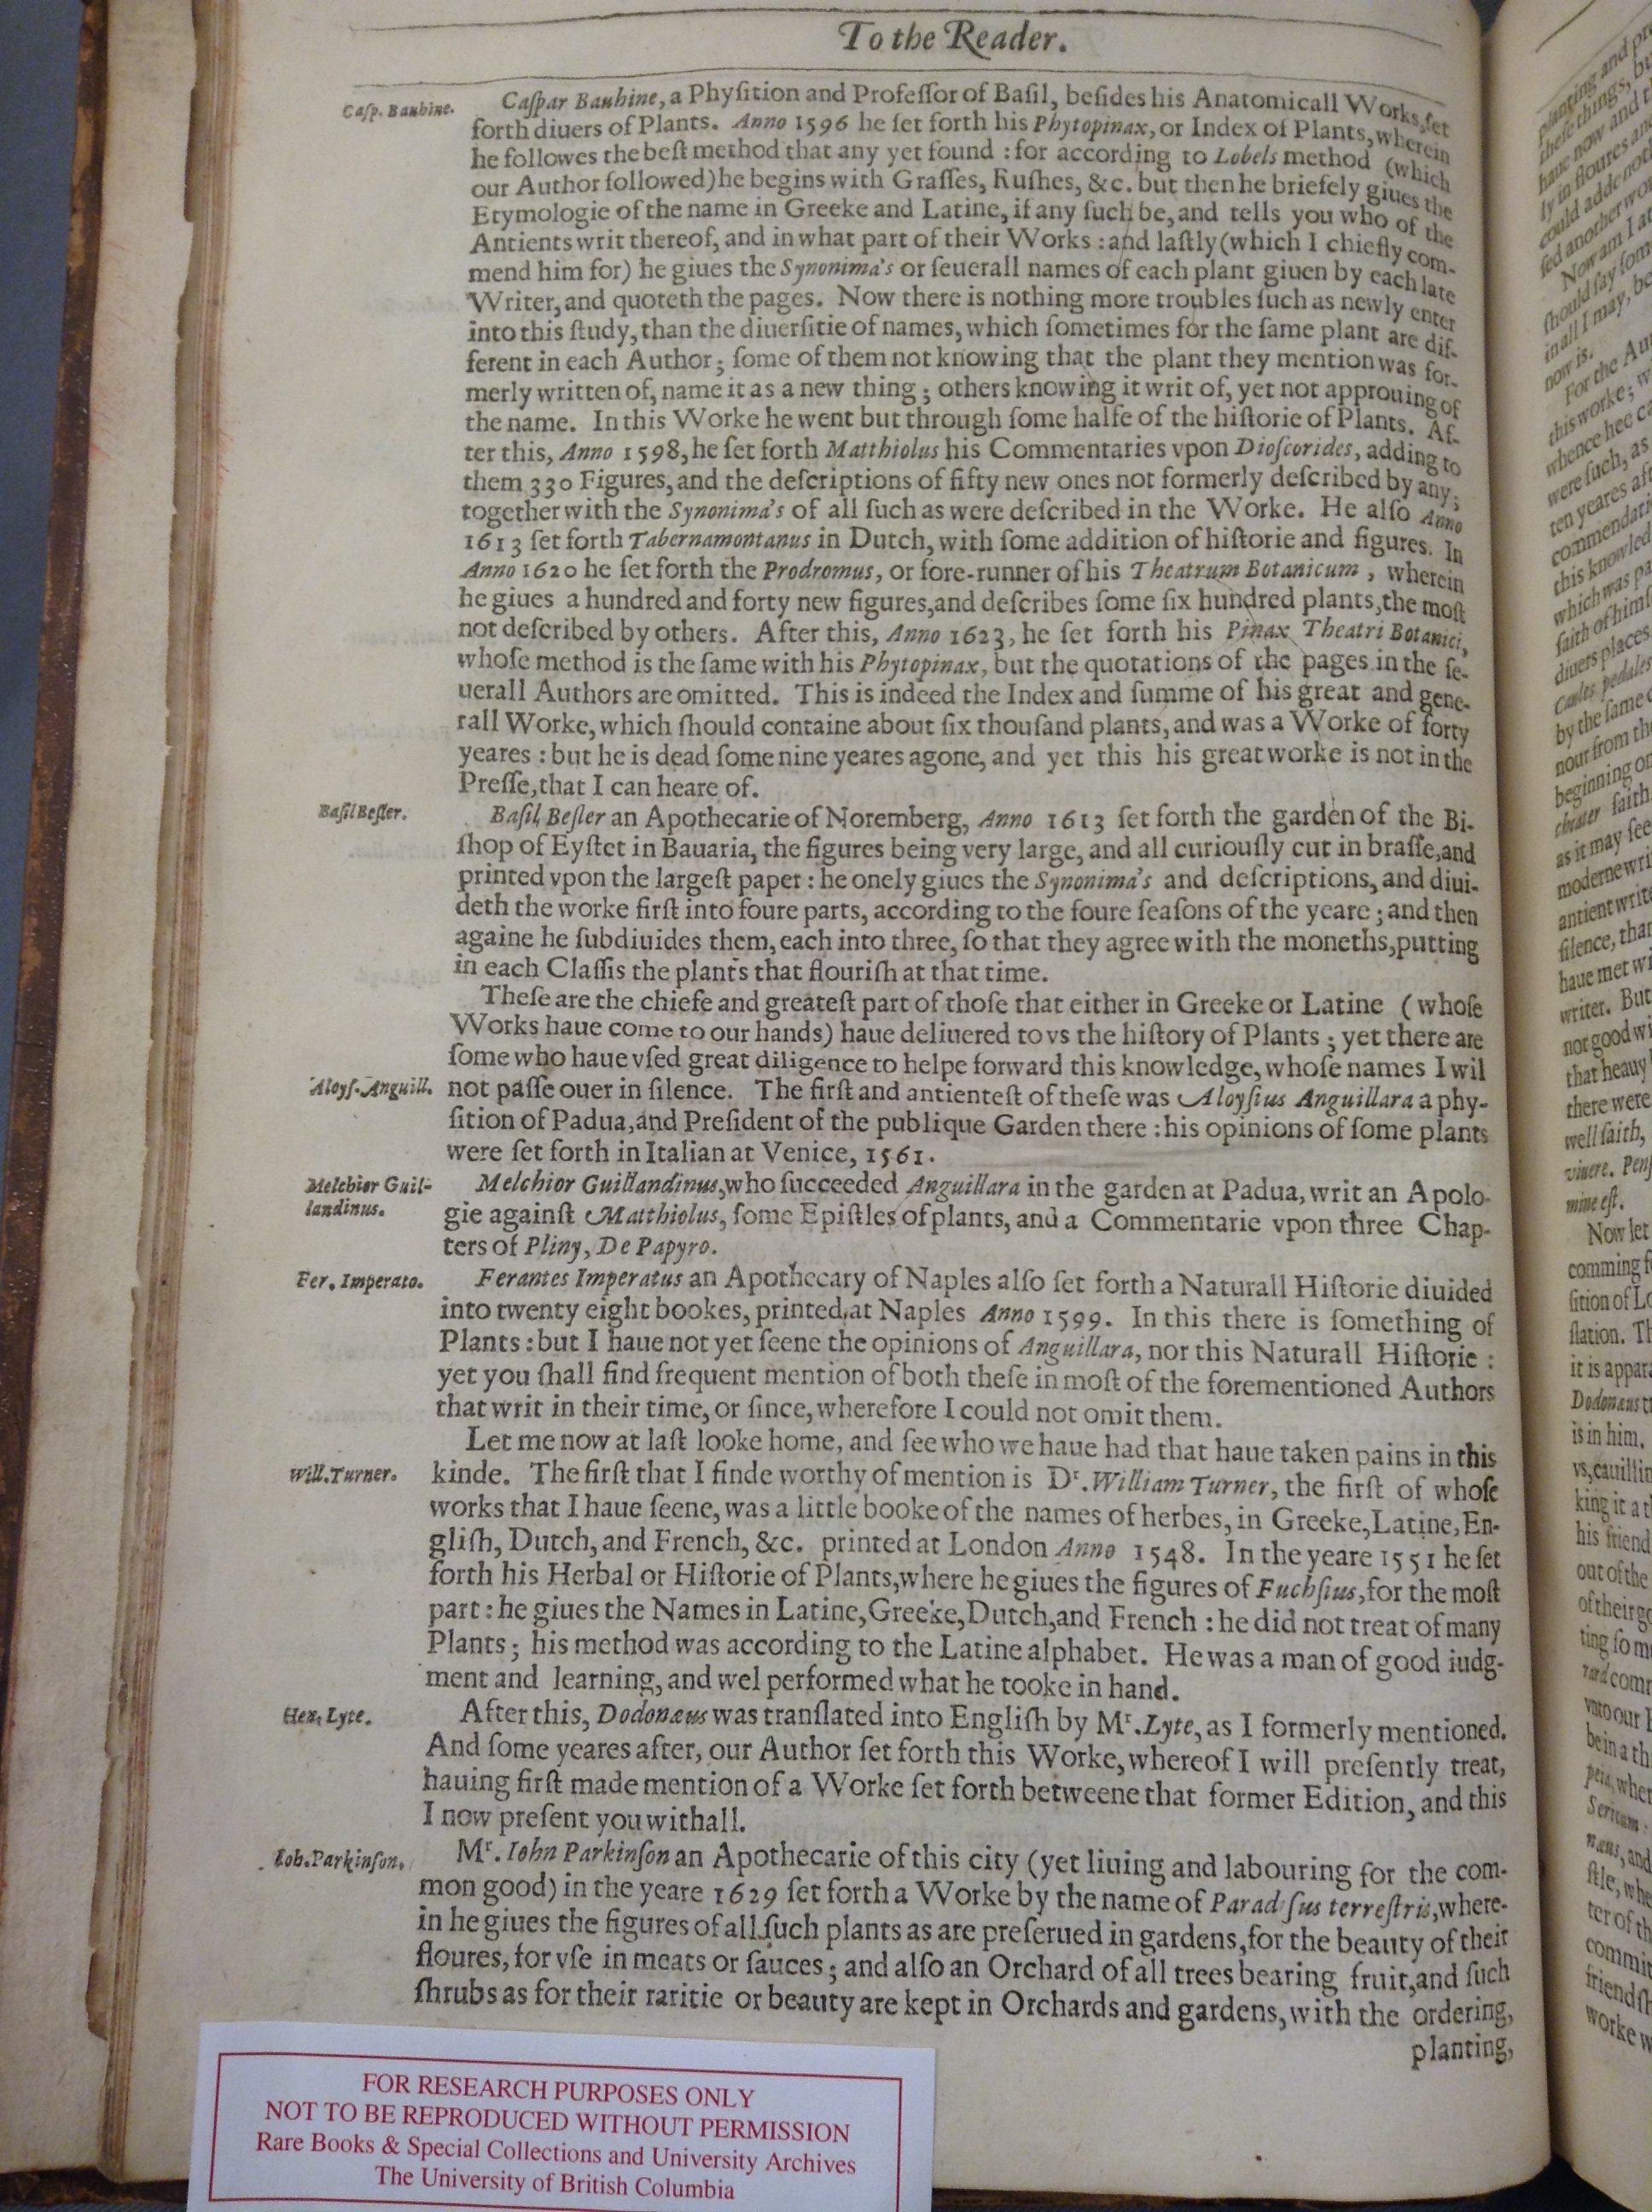 To the Reader.
Caſp. Bauhine.
Caſpar Bauhine, a Phyſition and Profeſſor of Baſil, beſides his Anatomicall Works, ſet
forth diuers of Plants. Anno 1596 he ſet forth his Phytopinax, or Index of Plants, wherein
he followes the beſt method that any yet found : for according to Lobels method (which
our Author followed) he begins with Graſſes, Ruſhes, &c. but then he briefely giues the
Etymologie of the name in Greeke and Latine, if any ſuch be, and tells you who of the
Antients writ thereof, and in what part of their Works : and laſtly (which I chiefly com-
mend him for) he giues the Synonima's or ſeuerall names of each plant giuen by each late
Writer, and quoteth the pages. Now there is nothing more troubles ſuch as newly enter
into this ſtudy, than the diuerſitie of names, which ſometimes for the ſame plant are dif-
ferent in each Author; ſome of them not knowing that the plant they mention was for-
merly written of, name it as a new thing ; others knowing it writ of, yet not approuing of
the name. In this Worke he went but through ſome halfe of the hiſtorie of Plants. Af-
ter this, Anno 1598, he ſet forth Matthiolus his Commentaries vpon Dioſcorides, adding to
them 330 Figures, and the deſcriptions of fifty new ones not formerly deſcribed by any;
together with the Synonima's of all ſuch as were deſcribed in the Worke. He alſo Anno
1613 ſet forth Tabernamontanus in Dutch, with ſome addition of hiſtorie and figures. In
Anno 1620 he ſet forth the Prodromus, or fore-runner of his Theatrum Botanicum , wherein
he giues a hundred and forty new figures, and deſcribes ſome ſix hundred plants, the moſt
not deſcribed by others. After this, Anno 1623, he ſet forth his Pinax Theatri Botanici,
whoſe method is the ſame with his Phytopinax, but the quotations of the pages in the ſe-
uerall Authors are omitted. This is indeed the Index and ſumme of his great and gene-
rall Worke, which ſhould containe about ſix thouſand plants, and was a Worke of forty
yeares : but he is dead ſome nine yeares agone, and yet this his great worke is not in the
Preſſe, that I can heare of.
Baſil Beſler.
Baſil Beſler an Apothecarie of Noremberg, Anno 1613 ſet forth the garden of the Bi-
ſhop of Eyſtet in Bauaria, the figures being very large, and all curiouſly cut in braſſe, and
printed vpon the largeſt paper : he onely giues the Synonima's and deſcriptions, and diui-
deth the worke firſt into foure parts, according to the foure ſeaſons of the yeare ; and then
againe he ſubdiuides them, each into three, ſo that they agree with the moneths, putting
in each Claſſis the plants that flouriſh at that time.
Theſe are the chiefe and greateſt part of thoſe that either in Greeke or Latine (whoſe
Works haue come to our hands) haue deliuered to vs the hiſtory of Plants ; yet there are
ſome who haue vſed great diligence to helpe forward this knowledge, whoſe names I wil
Aloyſ. Anguill.
not paſſe ouer in ſilence. The firſt and antienteſt of theſe was Aloyſius Anguillara a phy-
ſition of Padua, and Preſident of the publique Garden there : his opinions of ſome plants
were ſet forth in Italian at Venice, 1561.
Melchior Guil-
landinus.
Melchior Guillandinus, who ſucceeded Anguillara in the garden at Padua, writ an Apolo-
gie againſt Matthiolus, ſome Epiſtles of plants, and a Commentarie vpon three Chap-
ters of Pliny, De Papyro.
Fer. Imperato.
Ferantes Imperatus an Apothecary of Naples alſo ſet forth a Naturall Hiſtorie diuided
into twenty eight bookes, printed at Naples Anno 1599. In this there is ſomething of
Plants : but I haue not yet ſeene the opinions of Anguillara, nor this Naturall Hiſtorie :
yet you ſhall find frequent mention of both theſe in moſt of the forementioned Authors
that writ in their time, or ſince, wherefore I could not omit them.
Let me now at laſt looke home, and ſee who we haue had that haue taken pains in this
Will. Turner.
kinde. The firſt that I finde worthy of mention is Dr. William Turner, the firſt of whoſe
works that I haue ſeene, was a little booke of the names of herbes, in Greeke, Latine, En-
gliſh, Dutch, and French, &c. printed at London Anno 1548. In the yeare 1551 he ſet
forth his Herbal or Hiſtorie of Plants, where he giues the figures of Fuchſius, for the moſt
part : he giues the Names in Latine, Greeke, Dutch, and French : he did not treat of many
Plants ; his method was according to the Latine alphabet. He was a man of good iudg-
ment and learning, and wel performed what he tooke in hand.
Hen. Lyte.
After this, Dodonæus was tranſlated into Engliſh by Mr. Lyte, as I formerly mentioned.
And ſome yeares after, our Author ſet forth this Worke, whereof I will preſently treat,
hauing firſt made mention of a Worke ſet forth betweene that former Edition, and this
I now preſent you withall.
Ioh. Parkinſon.
Mr. Iohn Parkinſon an Apothecarie of this city (yet liuing and labouring for the com-
mon good) in the yeare 1629 ſet forth a Worke by the name of Paradiſus terreſtris, where-
in he giues the figures of all ſuch plants as are preſerued in gardens, for the beauty of their
floures, for vſe in meats or ſauces ; and alſo an Orchard of all trees bearing fruit, and ſuch
ſhrubs as for their raritie or beauty are kept in Orchards and gardens, with the ordering,
planting,
FOR RESEARCH PURPOSES ONLY
NOT TO BE REPRODUCED WITHOUT PERMISSION
Rare Books & Special Collections and University Archives
The University of British Columbia